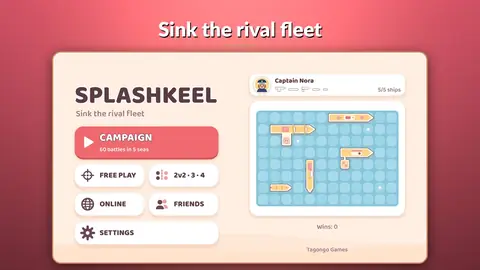 Sink the rival fleet
SPLASHKEEL
Sink the rival fleet
CAMPAIGN
60 battles in 5 seas
FREE PLAY
2v2 · 3 · 4
ONLINE
FRIENDS
SETTINGS
Captain Nora
5/5 ships
Wins: 0
Tagongo Games